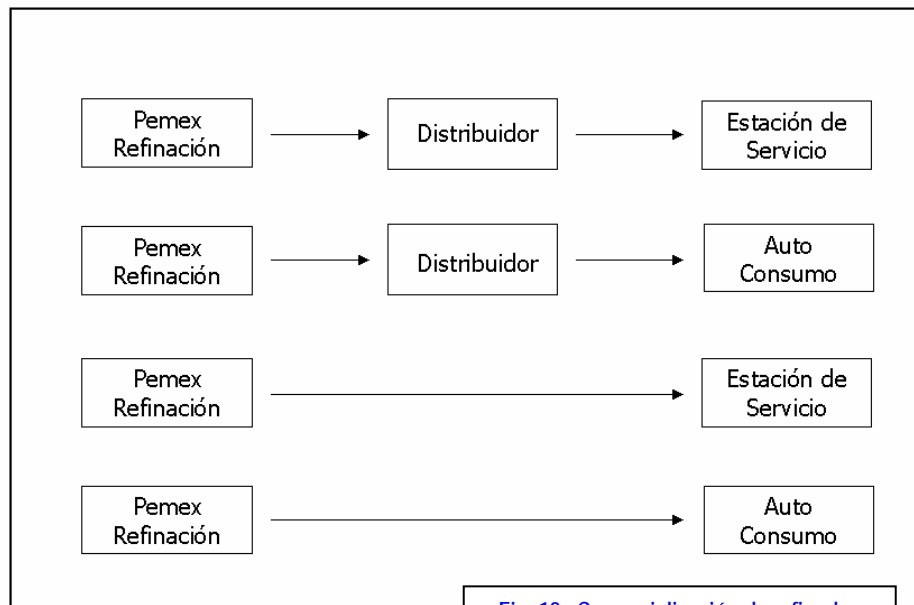 Pemex
Refinación
Distribuidor
Estación de
Servicio
Pemex
Refinación
Distribuidor
Auto
Consumo
Pemex
Refinación
Estación de
Servicio
Pemex
Refinación
Auto
Consumo